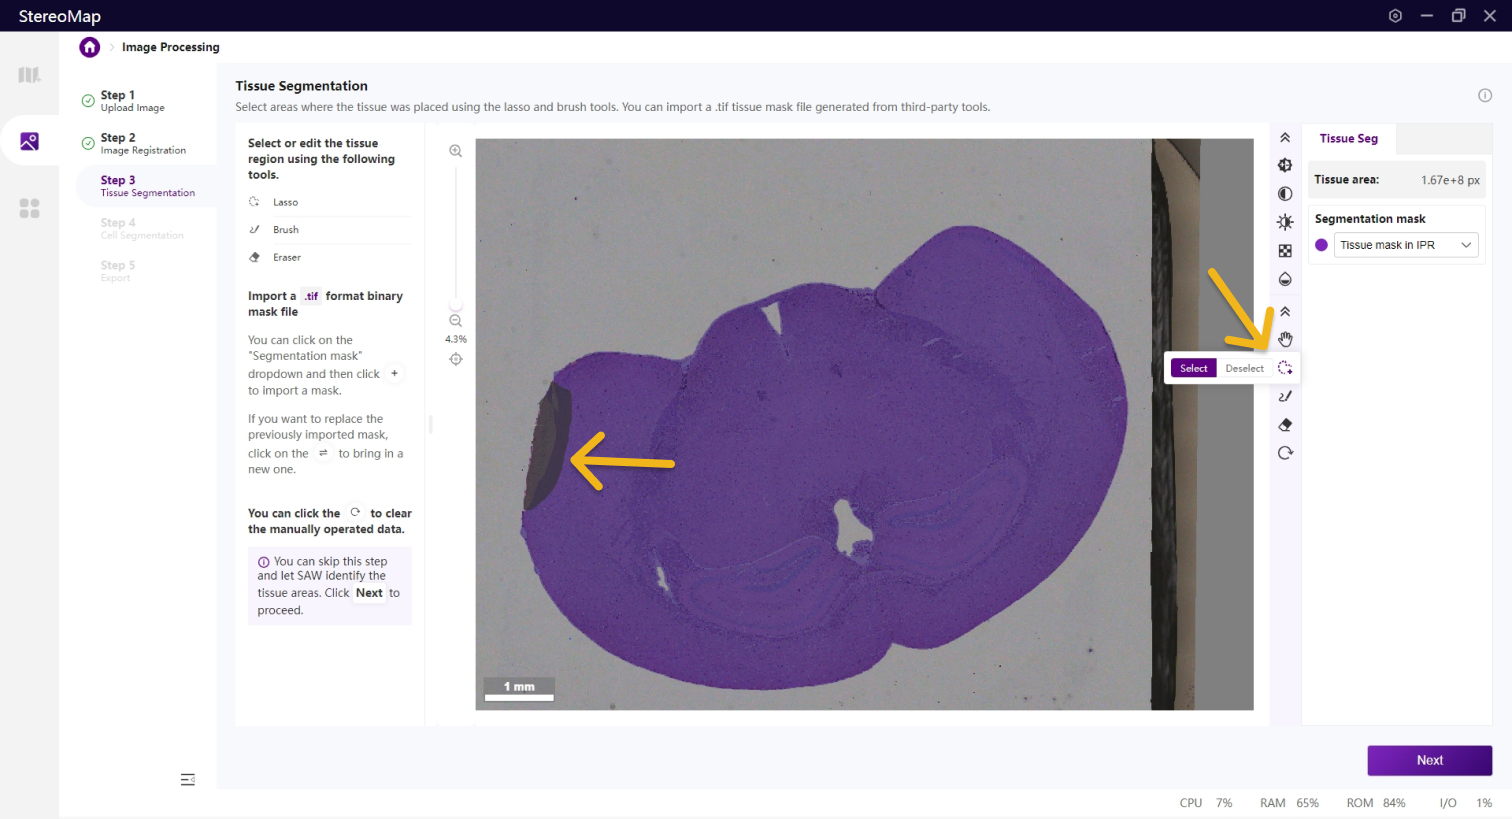 StereoMap
Image Processing
Step 1
Upload Image
Step 2
Image Registration
Step 3
Tissue Segmentation
Step 4
Cell Segmentation
Step 5
Export
Tissue Segmentation
Select areas where the tissue was placed using the lasso and brush tools. You can import a .tif tissue mask file generated from third-party tools.
Select or edit the tissue
region using the following
tools.
Lasso
Brush
Eraser
Import a .tif format binary
mask file
You can click on the
"Segmentation mask"
dropdown and then click +
to import a mask.
If you want to replace the
previously imported mask,
click on the ⇌ to bring in a
new one.
You can click the ⟳ to clear
the manually operated data.
You can skip this step
and let SAW identify the
tissue areas. Click Next to
proceed.
4.3%
1 mm
Select Deselect
Tissue Seg
Tissue area: 1.67e+8 px
Segmentation mask
Tissue mask in IPR
Next
CPU 7% RAM 65% ROM 84% I/O 1%